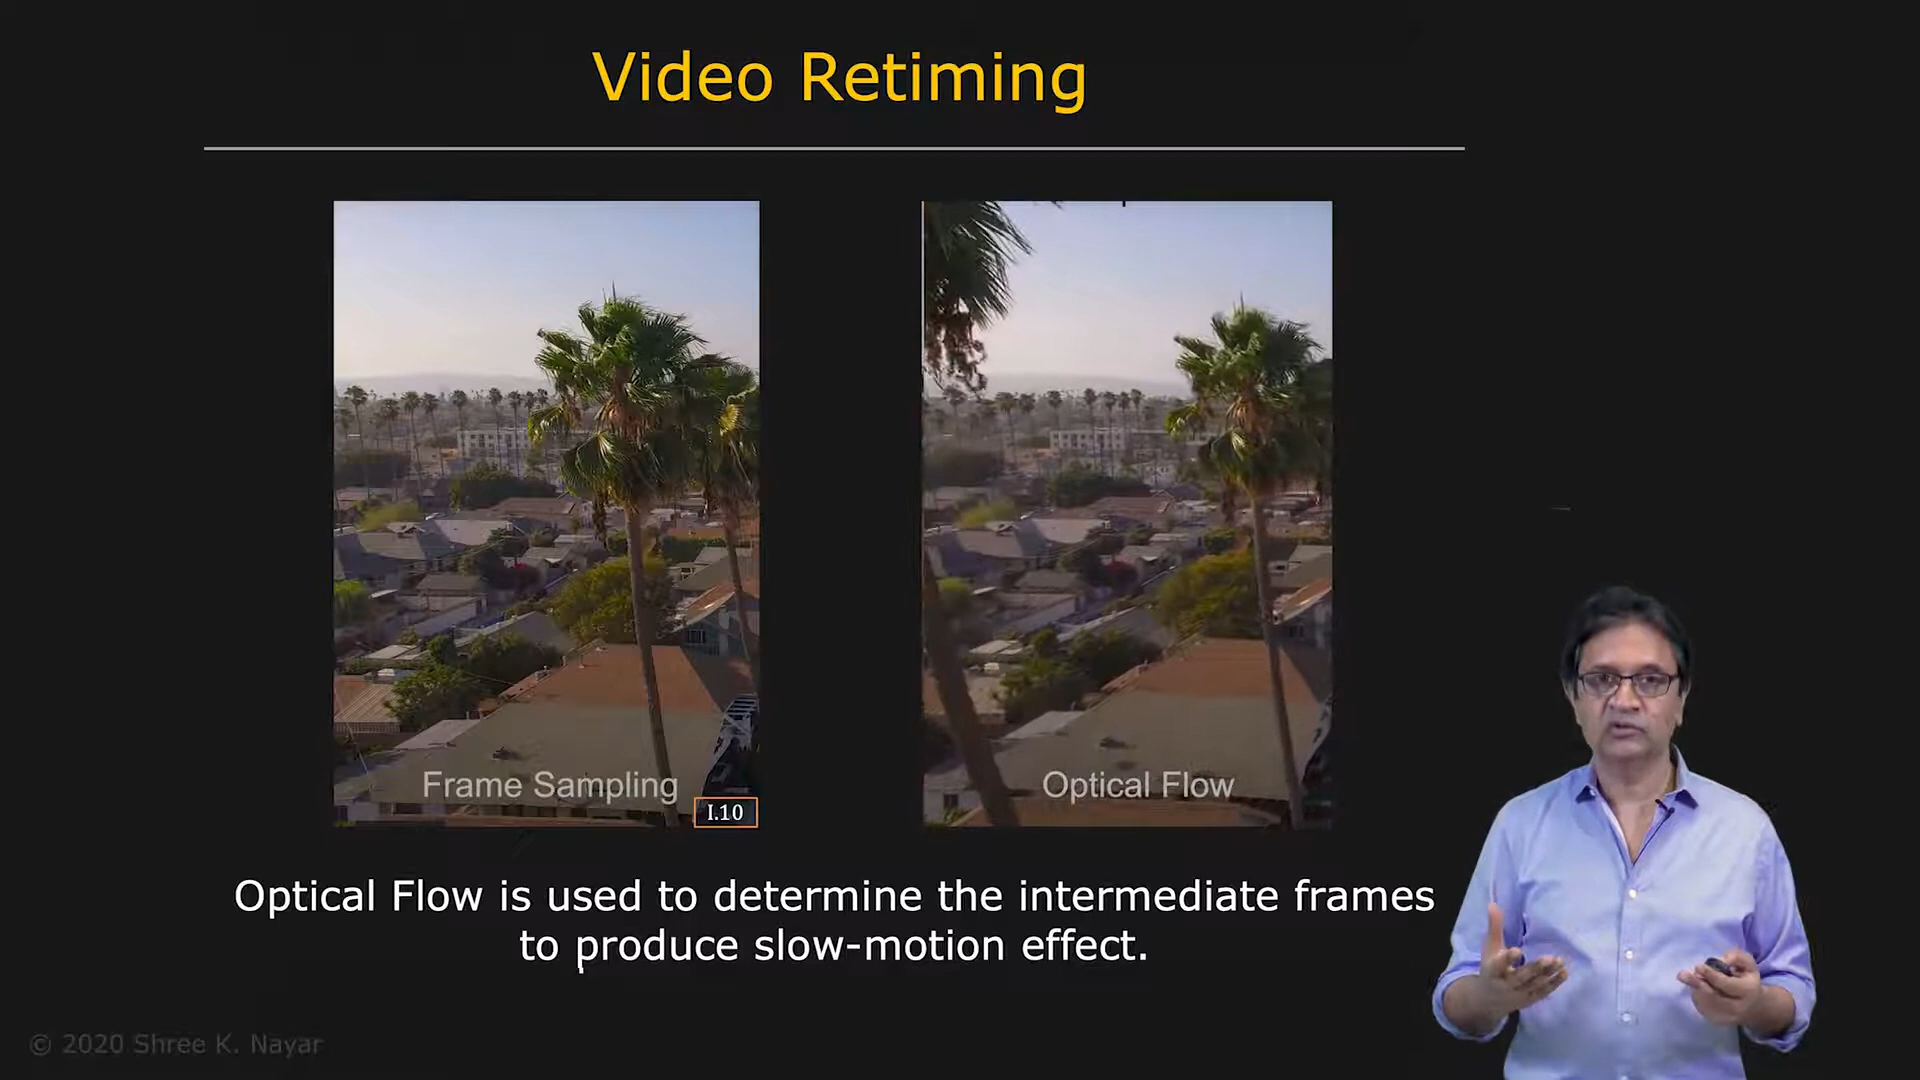 Video Retiming
Frame Sampling
I.10
Optical Flow
Optical Flow is used to determine the intermediate frames
to produce slow-motion effect.
© 2020 Shree K. Nayar